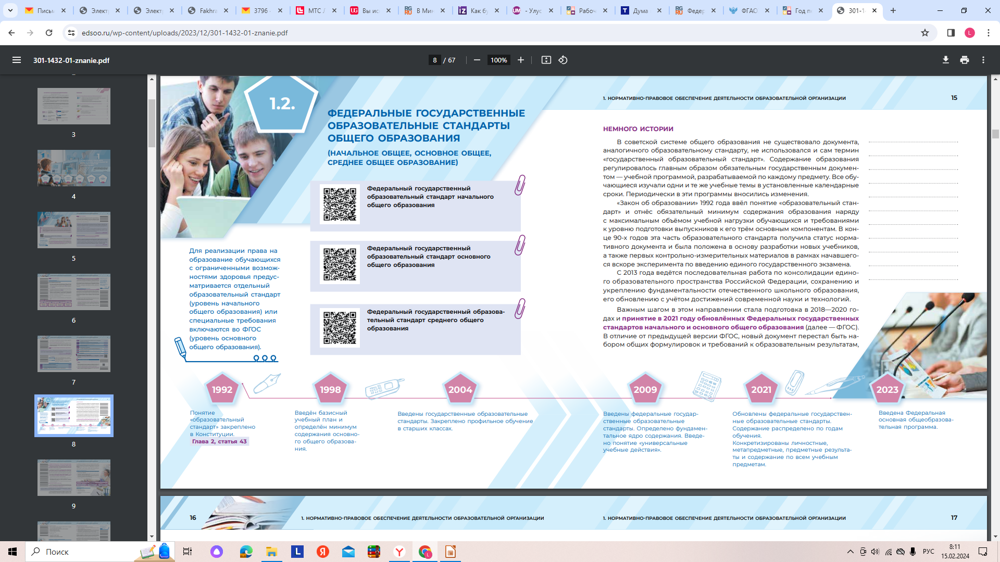 Письм
Электр
Электр
Fakhra
3796
МТС Л
Вы ис
В Мин
Как бу
- Улус
Рабоч
Дума
Федер
ФГАО
Год пе
301-1
edsoo.ru/wp-content/uploads/2023/12/301-1432-01-znanie.pdf
L
301-1432-01-znanie.pdf
8 / 67
100%
3
4
5
6
7
8
9
1.2.
ФЕДЕРАЛЬНЫЕ ГОСУДАРСТВЕННЫЕ
ОБРАЗОВАТЕЛЬНЫЕ СТАНДАРТЫ
ОБЩЕГО ОБРАЗОВАНИЯ
(НАЧАЛЬНОЕ ОБЩЕЕ, ОСНОВНОЕ ОБЩЕЕ,
СРЕДНЕЕ ОБЩЕЕ ОБРАЗОВАНИЕ)
Федеральный государственный
образовательный стандарт начального
общего образования
Федеральный государственный
образовательный стандарт основного
общего образования
Федеральный государственный образова-
тельный стандарт среднего общего
образования
Для реализации права на
образование обучающихся
с ограниченными возмож-
ностями здоровья предус-
матривается отдельный
образовательный стандарт
(уровень начального
общего образования) или
специальные требования
включаются во ФГОС
(уровень основного
общего образования).
1. НОРМАТИВНО-ПРАВОВОЕ ОБЕСПЕЧЕНИЕ ДЕЯТЕЛЬНОСТИ ОБРАЗОВАТЕЛЬНОЙ ОРГАНИЗАЦИИ
15
НЕМНОГО ИСТОРИИ
В советской системе общего образования не существовало документа,
аналогичного образовательному стандарту, не использовался и сам термин
«государственный образовательный стандарт». Содержание образования
регулировалось главным образом обязательным государственным докумен-
том — учебной программой, разрабатываемой по каждому предмету. Все обу-
чающиеся изучали одни и те же учебные темы в установленные календарные
сроки. Периодически в эти программы вносились изменения.
«Закон об образовании» 1992 года ввёл понятие «образовательный стан-
дарт» и отнёс обязательный минимум содержания образования наряду
с максимальным объёмом учебной нагрузки обучающихся и требованиями
к уровню подготовки выпускников к его трём основным компонентам. В кон-
це 90-х годов эта часть образовательного стандарта получила статус норма-
тивного документа и была положена в основу разработки новых учебников,
а также первых контрольно-измерительных материалов в рамках начавшего-
ся вскоре эксперимента по введению единого государственного экзамена.
С 2013 года ведётся последовательная работа по консолидации едино-
го образовательного пространства Российской Федерации, сохранению и
укреплению фундаментальности отечественного школьного образования,
его обновлению с учётом достижений современной науки и технологий.
Важным шагом в этом направлении стала подготовка в 2018—2020 го-
дах и принятие в 2021 году обновлённых Федеральных государственных
стандартов начального и основного общего образования (далее — ФГОС).
В отличие от предыдущей версии ФГОС, новый документ перестал быть на-
бором общих формулировок и требований к образовательным результатам,
1992
Понятие
«образовательный
стандарт» закреплено
в Конституции.
Глава 2, статья 43
1998
Введён базисный
учебный план и
определён минимум
содержания основно-
го общего образова-
ния.
2004
Введены государственные образовательные
стандарты. Закреплено профильное обучение
в старших классах.
2009
Введены федеральные государ-
ственные образовательные
стандарты. Определено фундамен-
тальное ядро содержания. Введе-
но понятие «универсальные
учебные действия».
2021
Обновлены федеральные государствен-
ные образовательные стандарты.
Содержание распределено по годам
обучения.
Конкретизированы личностные,
метапредметные, предметные результа-
ты и содержание по всем учебным
предметам.
2023
Введена Федеральная
основная общеобразова-
тельная программа.
16
1. НОРМАТИВНО-ПРАВОВОЕ ОБЕСПЕЧЕНИЕ ДЕЯТЕЛЬНОСТИ ОБРАЗОВАТЕЛЬНОЙ ОРГАНИЗАЦИИ
1. НОРМАТИВНО-ПРАВОВОЕ ОБЕСПЕЧЕНИЕ ДЕЯТЕЛЬНОСТИ ОБРАЗОВАТЕЛЬНОЙ ОРГАНИЗАЦИИ
17
Поиск
РУС
8:11
15.02.2024